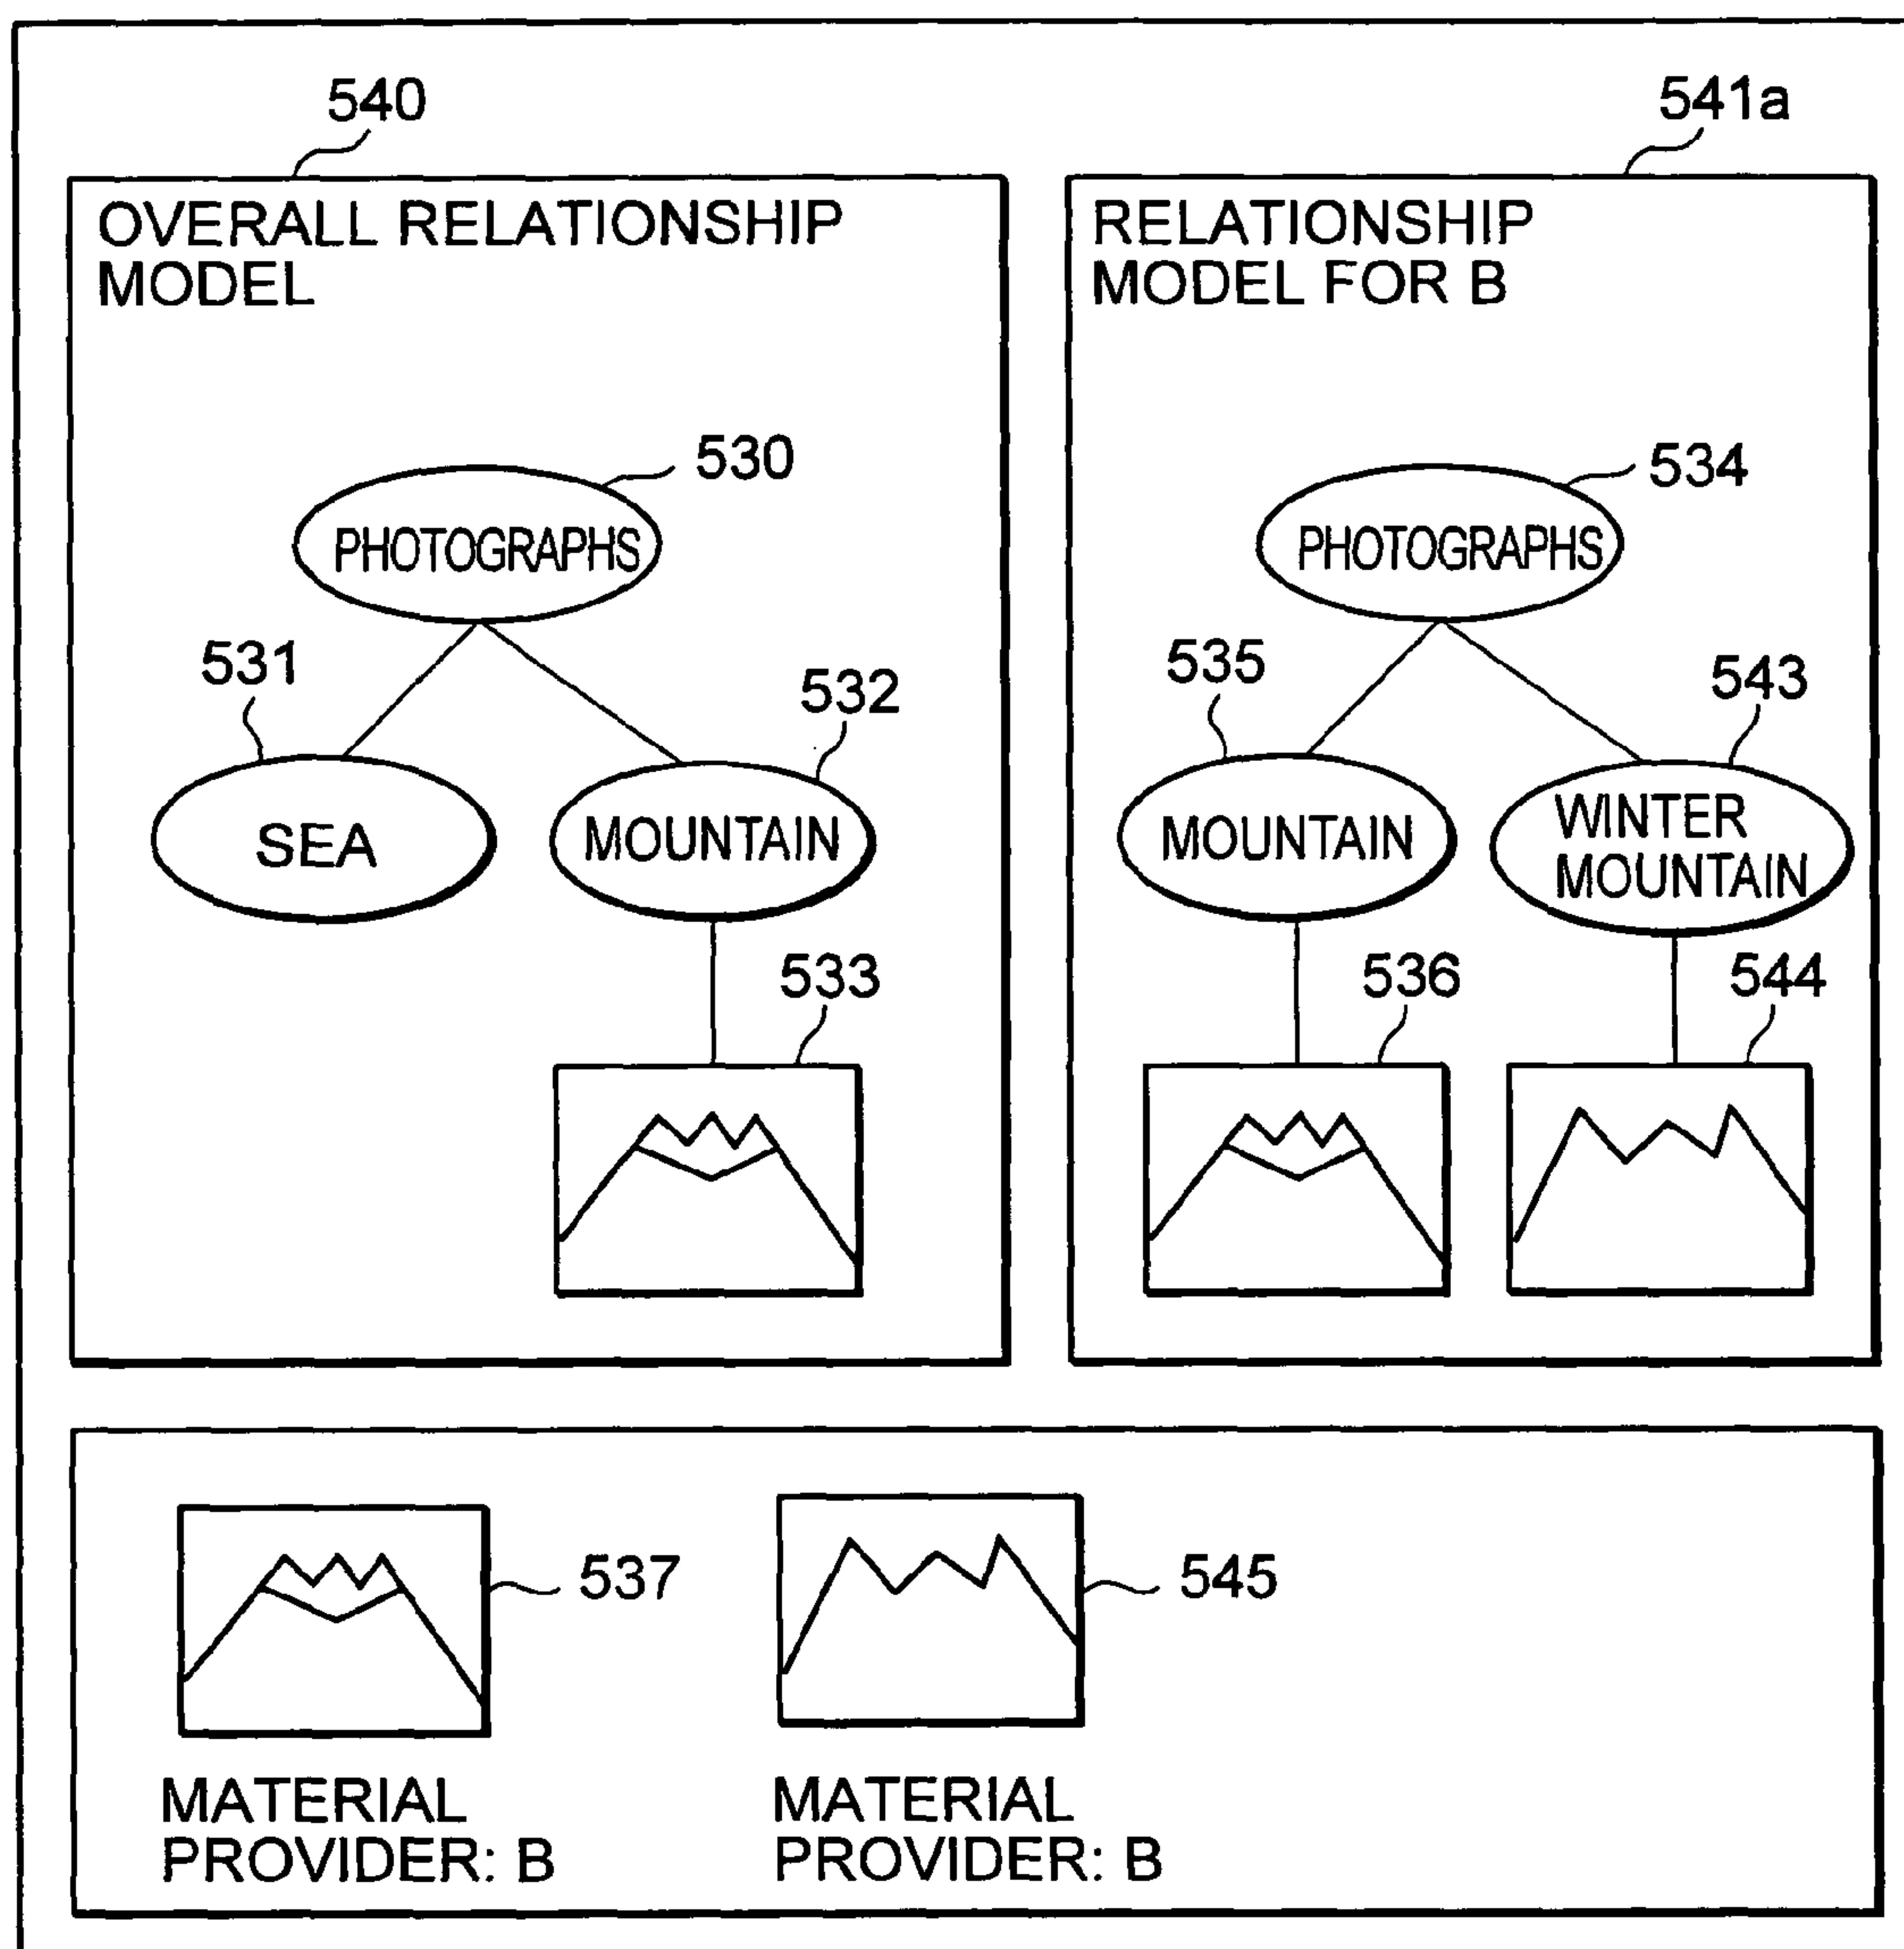 540
541a
OVERALL RELATIONSHIP
MODEL
RELATIONSHIP
MODEL FOR B
530
534
PHOTOGRAPHS
PHOTOGRAPHS
531
532
535
543
SEA
MOUNTAIN
MOUNTAIN
WINTER
MOUNTAIN
533
536
544
537
545
MATERIAL
PROVIDER: B
MATERIAL
PROVIDER: B